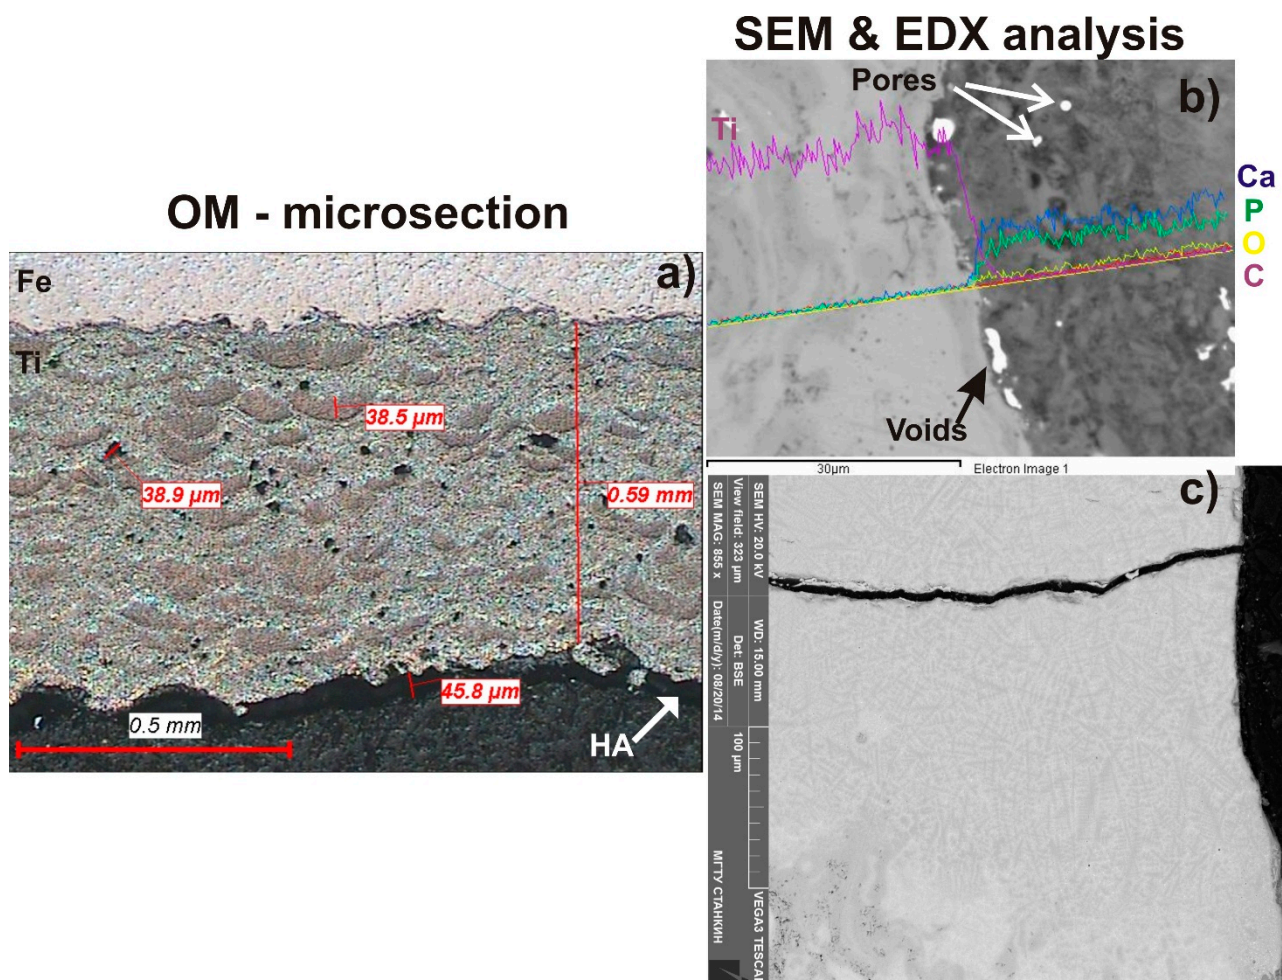 SEM & EDX analysis
OM - microsection
a)
Fe
Ti
38.5 µm
38.9 µm
0.59 mm
45.8 µm
0.5 mm
HA
b)
Pores
Ti
Ca
P
O
C
Voids
30µm
Electron Image 1
c)
SEM HV: 20.0 kV
WD: 15.00 mm
VEGA3 TESCAN
View field: 323 µm
Det: BSE
100 µm
SEM MAG: 855 x
Date(m/d/y): 08/20/14
МГТУ СТАНКИН